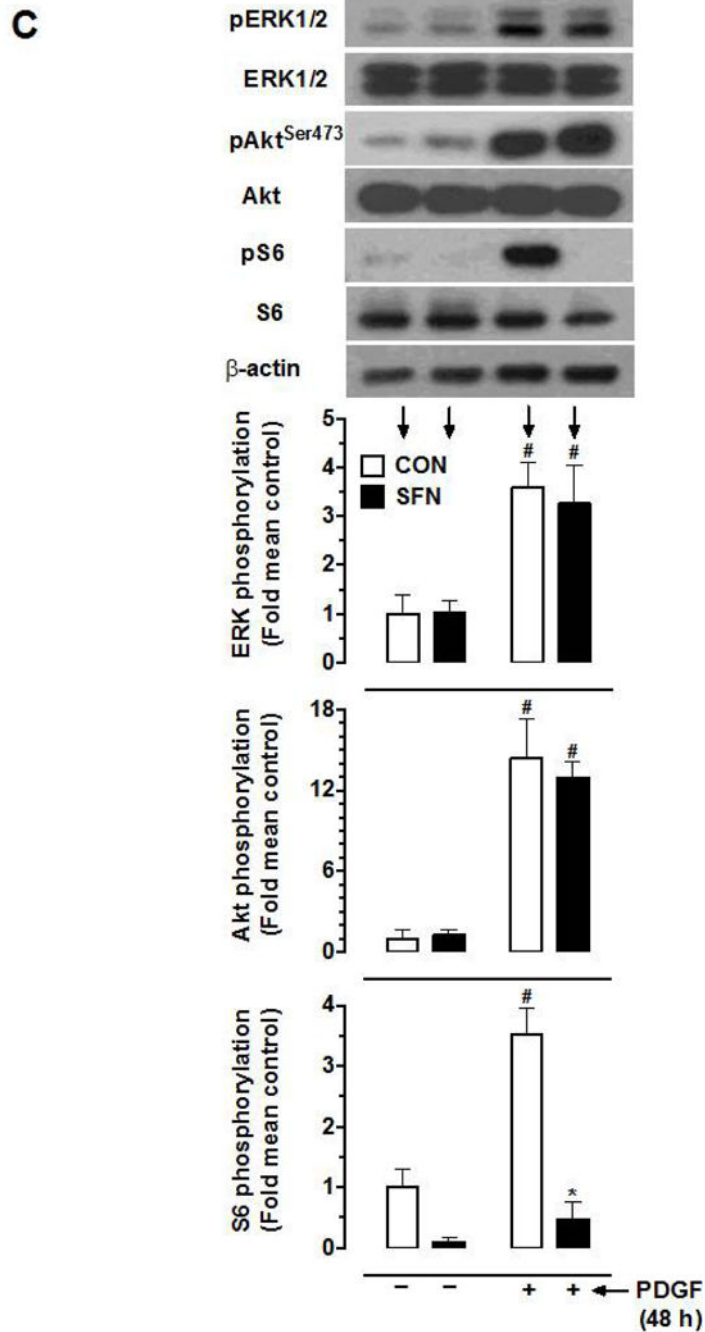 C
pERK1/2
ERK1/2
pAkt^Ser473
Akt
pS6
S6
β-actin
ERK phosphorylation
(Fold mean control)
5
4
3
2
1
0
CON
SFN
#
#
Akt phosphorylation
(Fold mean control)
18
12
6
0
#
#
S6 phosphorylation
(Fold mean control)
4
3
2
1
0
#
*
– – + + PDGF
(48 h)